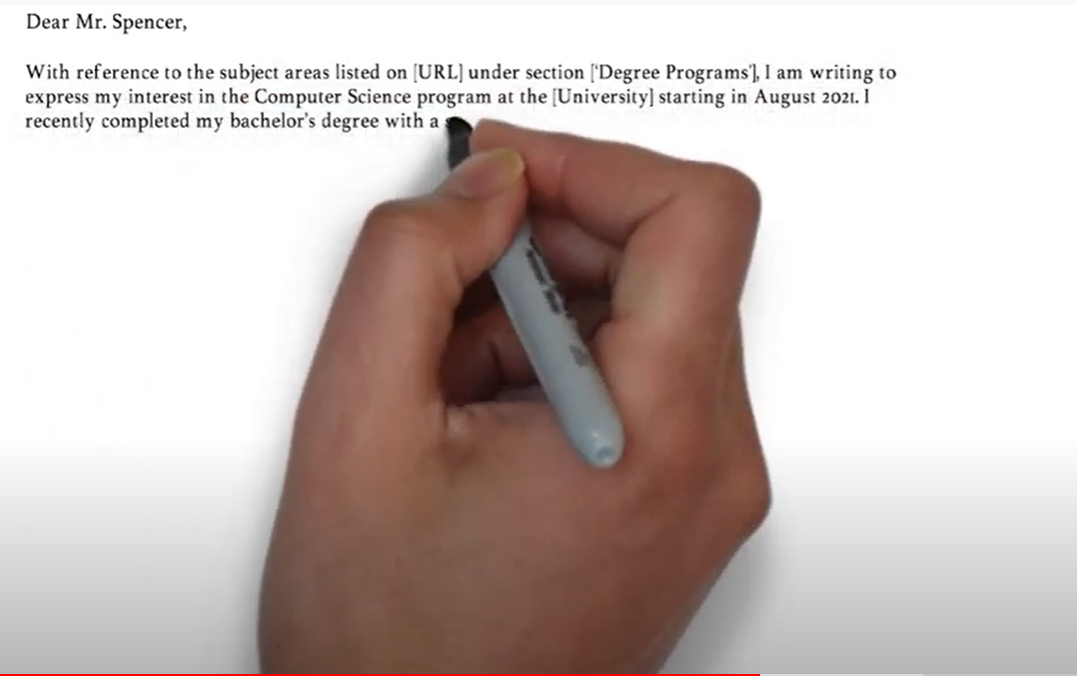 Dear Mr. Spencer,
With reference to the subject areas listed on [URL] under section ['Degree Programs'], I am writing to
express my interest in the Computer Science program at the [University] starting in August 2021. I
recently completed my bachelor's degree with a